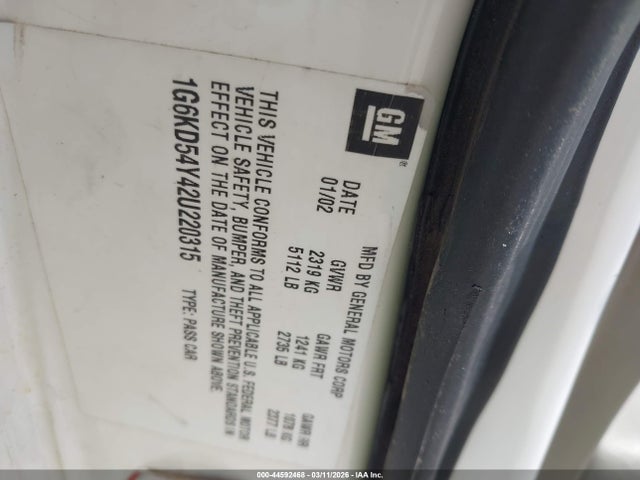 GM
MFD BY GENERAL MOTORS CORP
DATE GVWR GAWR FRT GAWR RR
01/02 2319 KG 1241 KG 1078 KG
5112 LB 2735 LB 2377 LB
THIS VEHICLE CONFORMS TO ALL APPLICABLE U.S. FEDERAL MOTOR
VEHICLE SAFETY, BUMPER, AND THEFT PREVENTION STANDARDS IN
EFFECT ON THE DATE OF MANUFACTURE SHOWN ABOVE.
1G6KD54Y42U220315 TYPE: PASS CAR
000-44592468 - 03/11/2026 - IAAI Copart